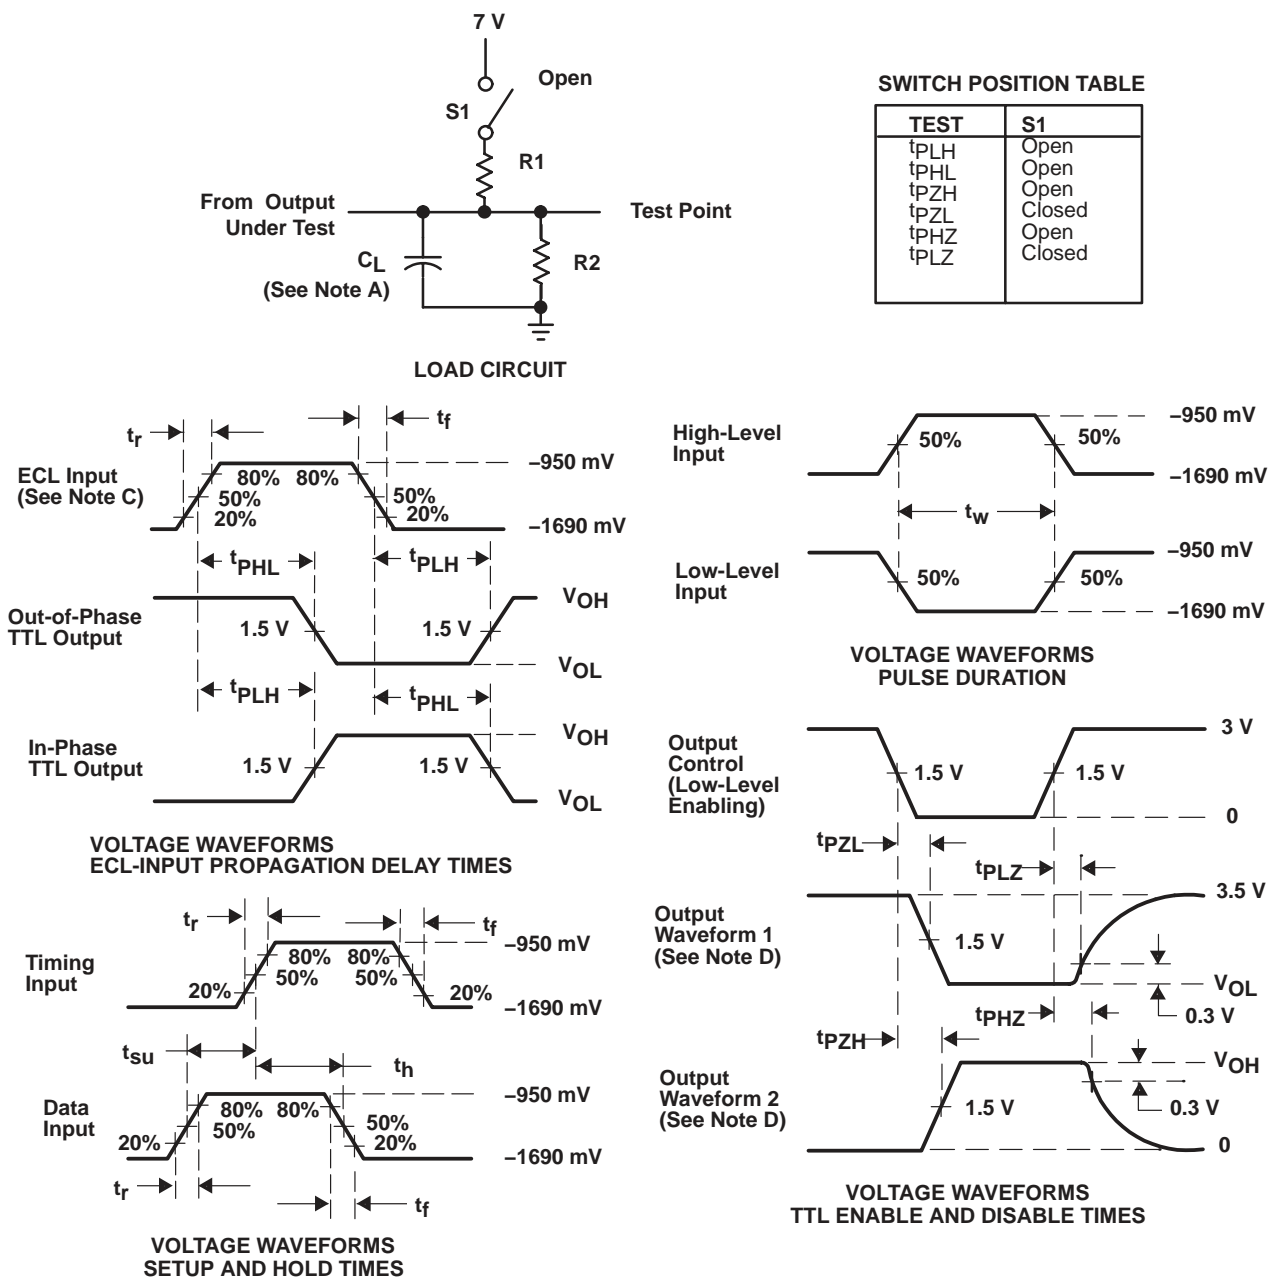 7 V
Open
S1
R1
From Output
Under Test
Test Point
CL
(See Note A)
R2
LOAD CIRCUIT
SWITCH POSITION TABLE
TEST S1
tPLH Open
tPHL Open
tPZH Open
tPZL Closed
tPHZ Open
tPLZ Closed
tr
tf
ECL Input
(See Note C)
80% 80%
50% 50%
20% 20%
–950 mV
–1690 mV
tPHL tPLH
Out-of-Phase
TTL Output
1.5 V 1.5 V
VOH
VOL
tPLH tPHL
In-Phase
TTL Output
1.5 V 1.5 V
VOH
VOL
VOLTAGE WAVEFORMS
ECL-INPUT PROPAGATION DELAY TIMES
tr
tf
Timing
Input
80% 80%
50% 50%
20% 20%
–950 mV
–1690 mV
tsu
th
Data
Input
80% 80%
50% 50%
20% 20%
–950 mV
–1690 mV
tr
tf
VOLTAGE WAVEFORMS
SETUP AND HOLD TIMES
High-Level
Input
50% 50%
–950 mV
–1690 mV
tw
Low-Level
Input
50% 50%
–950 mV
–1690 mV
VOLTAGE WAVEFORMS
PULSE DURATION
Output
Control
(Low-Level
Enabling)
1.5 V 1.5 V
3 V
0
tPZL
tPLZ
Output
Waveform 1
(See Note D)
1.5 V
3.5 V
VOL
0.3 V
tPHZ
tPZH
Output
Waveform 2
(See Note D)
1.5 V
VOH
0.3 V
0
VOLTAGE WAVEFORMS
TTL ENABLE AND DISABLE TIMES